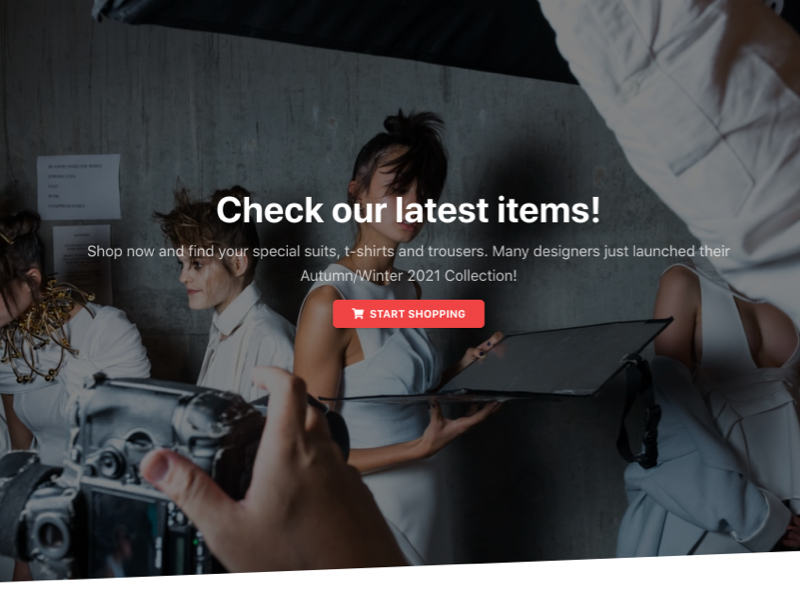 Check our latest items!
Shop now and find your special suits, t-shirts and trousers. Many designers just launched their
Autumn/Winter 2021 Collection!
START SHOPPING